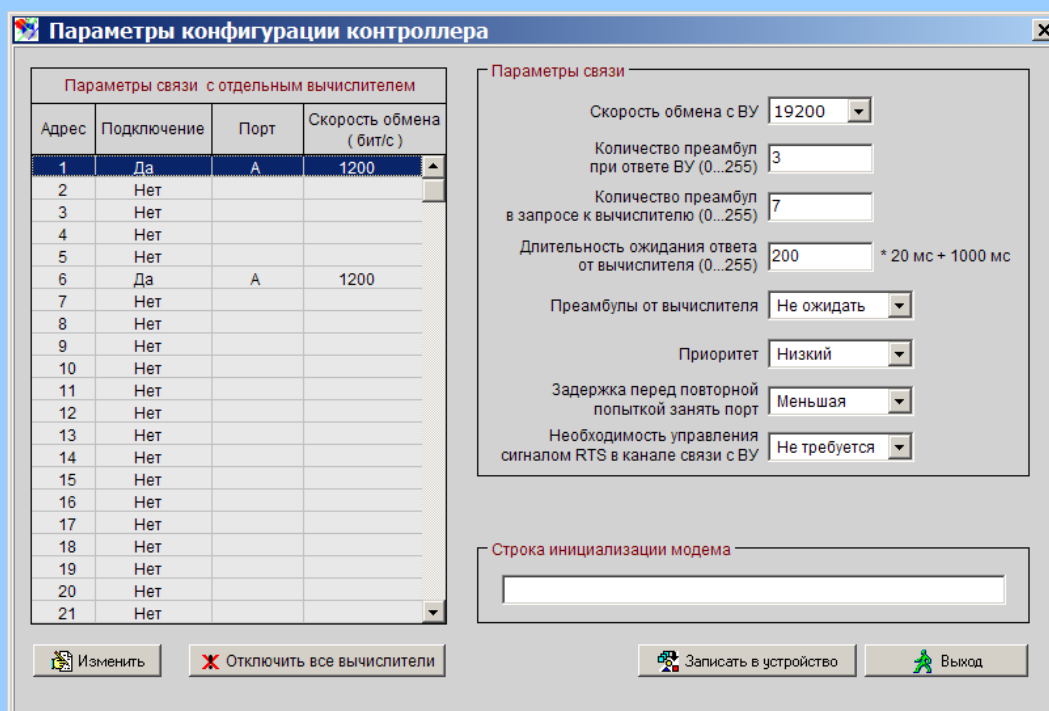 Параметры конфигурации контроллера
Параметры связи с отдельным вычислителем
Адрес Подключение Порт Скорость обмена ( бит/с )
1 Да A 1200
2 Нет
3 Нет
4 Нет
5 Нет
6 Да A 1200
7 Нет
8 Нет
9 Нет
10 Нет
11 Нет
12 Нет
13 Нет
14 Нет
15 Нет
16 Нет
17 Нет
18 Нет
19 Нет
20 Нет
21 Нет
Изменить
Отключить все вычислители
Параметры связи
Скорость обмена с ВУ 19200
Количество преамбул
при ответе ВУ (0...255) 3
Количество преамбул
в запросе к вычислителю (0...255) 7
Длительность ожидания ответа
от вычислителя (0...255) 200 * 20 мс + 1000 мс
Преамбулы от вычислителя Не ожидать
Приоритет Низкий
Задержка перед повторной
попыткой занять порт Меньшая
Необходимость управления
сигналом RTS в канале связи с ВУ Не требуется
Строка инициализации модема
Записать в устройство
Выход